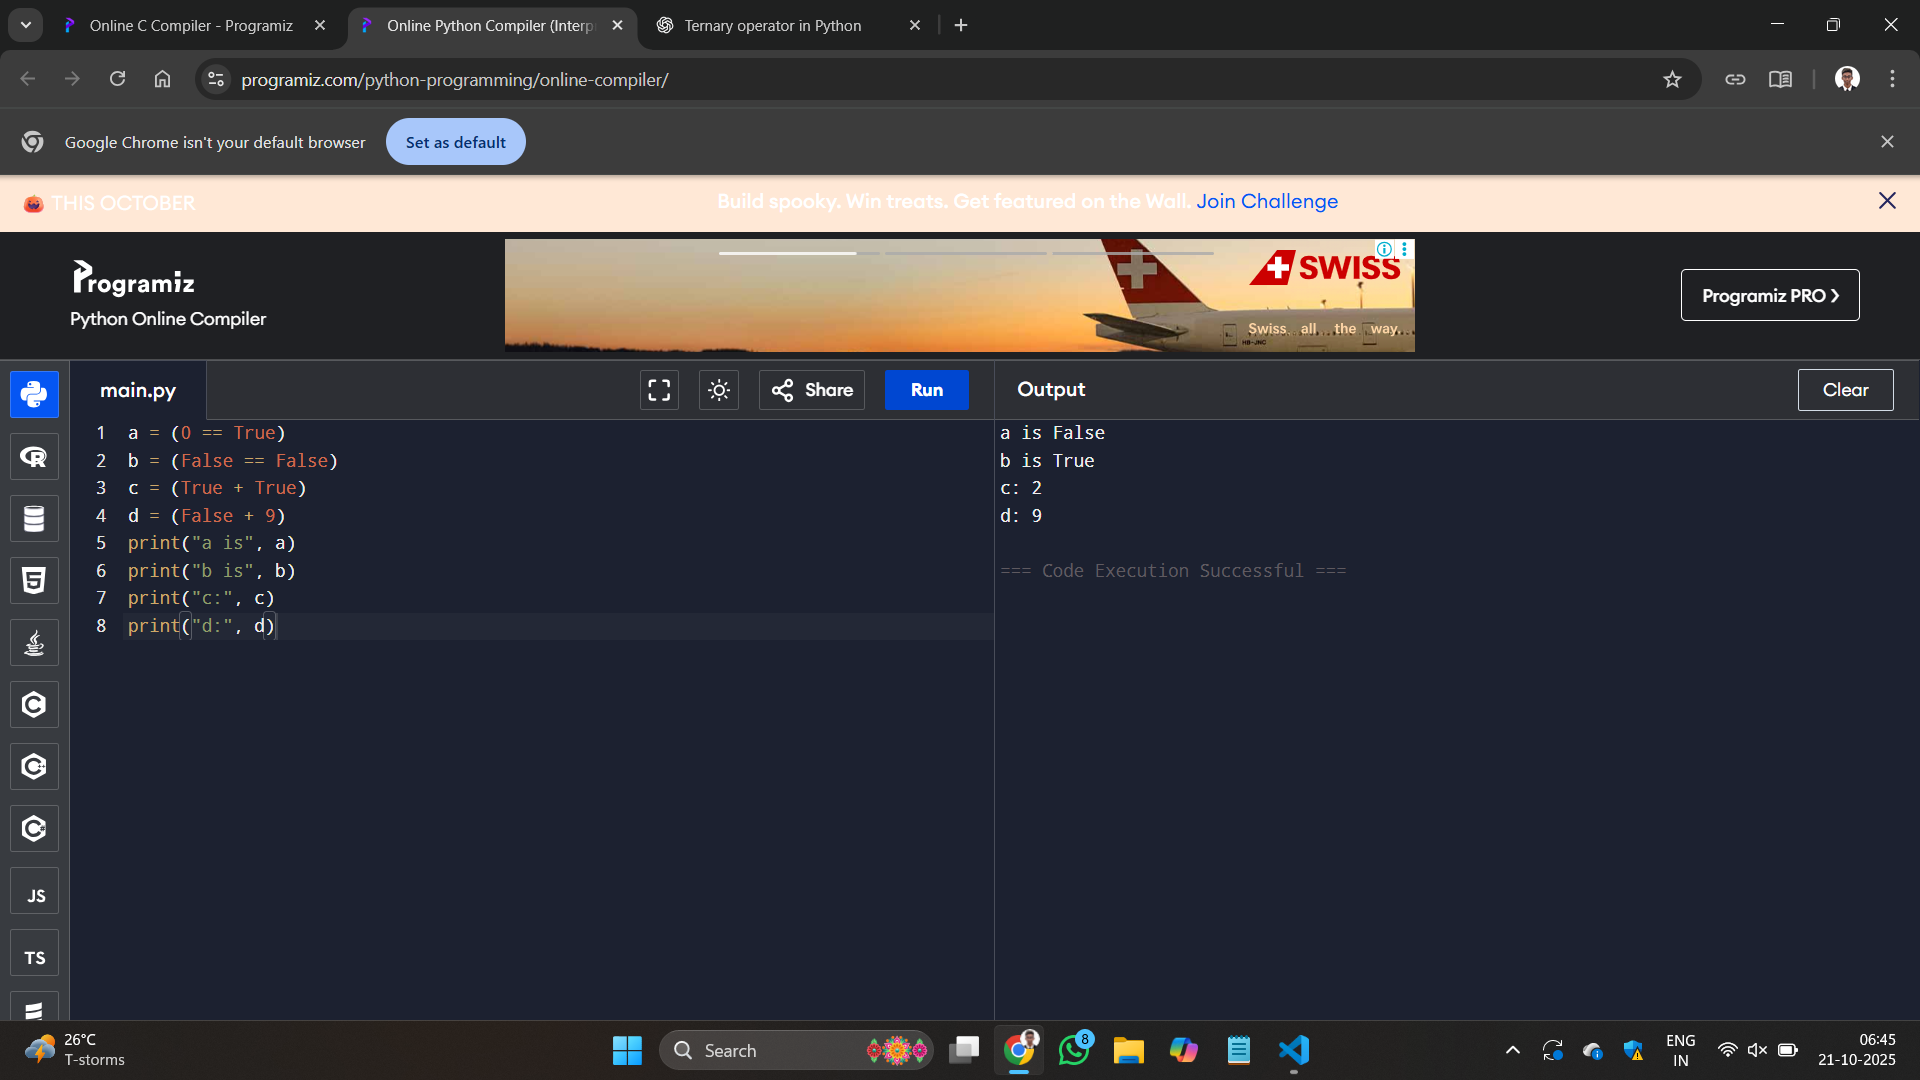 Online C Compiler - Programiz
Online Python Compiler (Interp
Ternary operator in Python
programiz.com/python-programming/online-compiler/
Google Chrome isn't your default browser
Set as default
THIS OCTOBER
Build spooky. Win treats. Get featured on the Wall. Join Challenge
Programiz
Python Online Compiler
SWISS
Swiss all the way.
HB-JNC
Programiz PRO ❯
main.py
Share
Run
Output
Clear
1 a = (0 == True)
2 b = (False == False)
3 c = (True + True)
4 d = (False + 9)
5 print("a is", a)
6 print("b is", b)
7 print("c:", c)
8 print("d:", d)
a is False
b is True
c: 2
d: 9
=== Code Execution Successful ===
R
5
C
C++
C
JS
TS
26°C
T-storms
Search
8
ENG
IN
06:45
21-10-2025